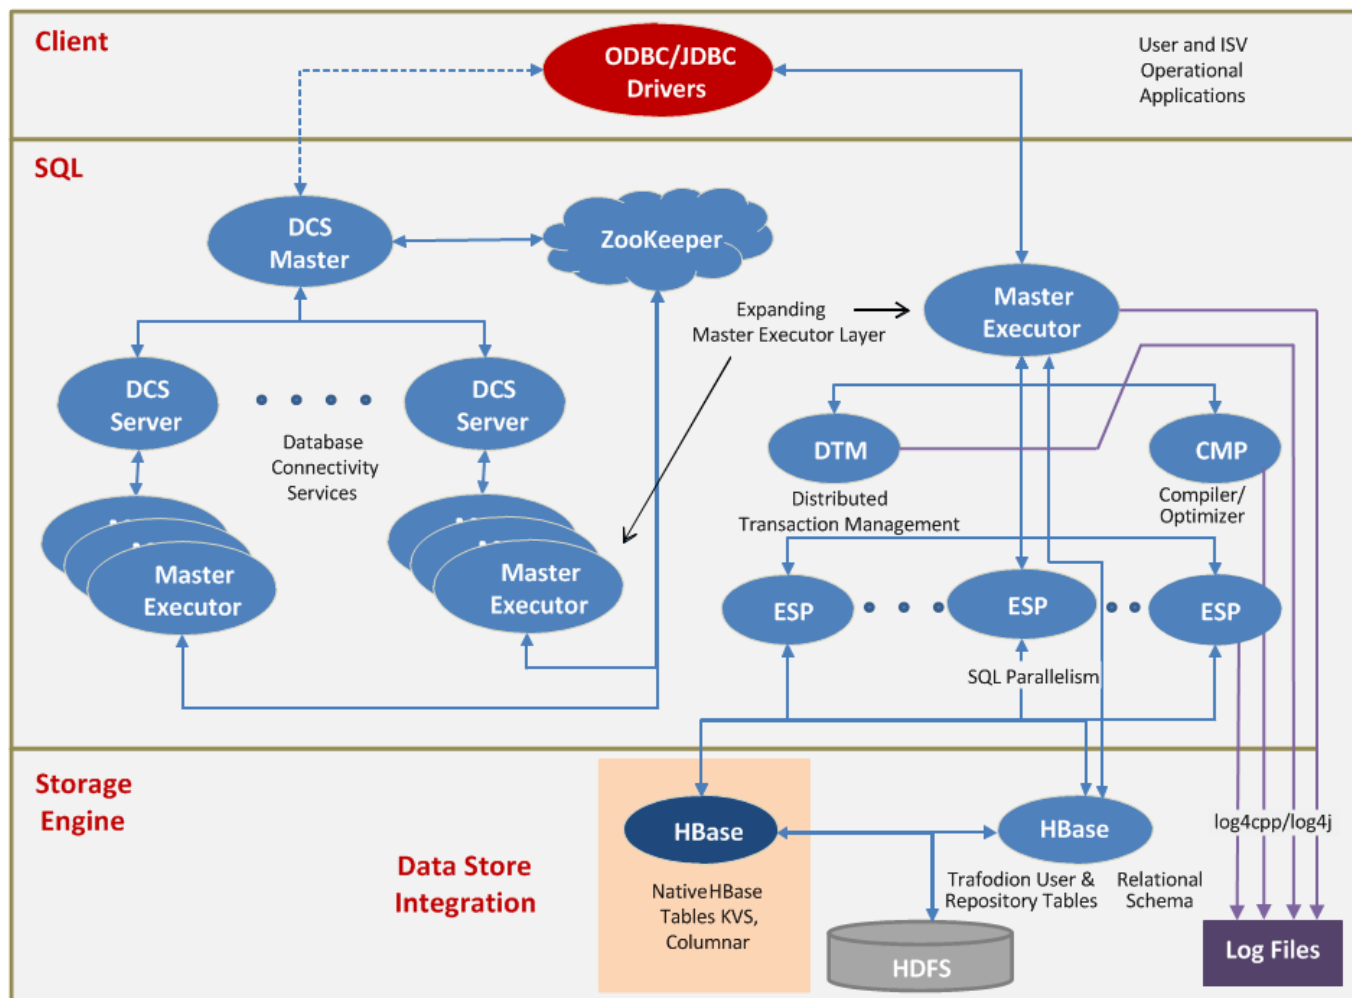 Client
ODBC/JDBC
Drivers
User and ISV
Operational
Applications
SQL
DCS
Master
ZooKeeper
Expanding
Master Executor Layer
Master
Executor
DCS
Server
DCS
Server
Database
Connectivity
Services
DTM
CMP
Distributed
Transaction Management
Compiler/
Optimizer
Master
Executor
Master
Executor
ESP
ESP
ESP
SQL Parallelism
Storage
Engine
Data Store
Integration
HBase
HBase
log4cpp/log4j
Native HBase
Tables KVS,
Columnar
Trafodion User &
Repository Tables
Relational
Schema
HDFS
Log Files